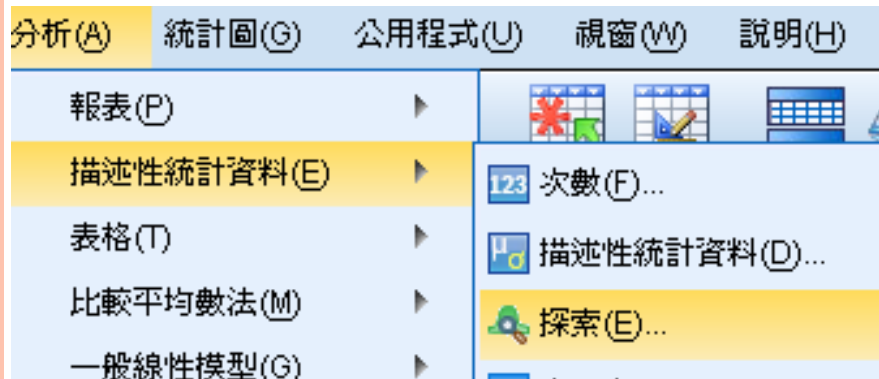 分析(A) 統計圖(G) 公用程式(U) 視窗(W) 說明(H)
報表(P)
描述性統計資料(E)
123 次數(F)...
表格(T)
μσ 描述性統計資料(D)...
比較平均數法(M)
探索(E)...
一般線性模型(G)